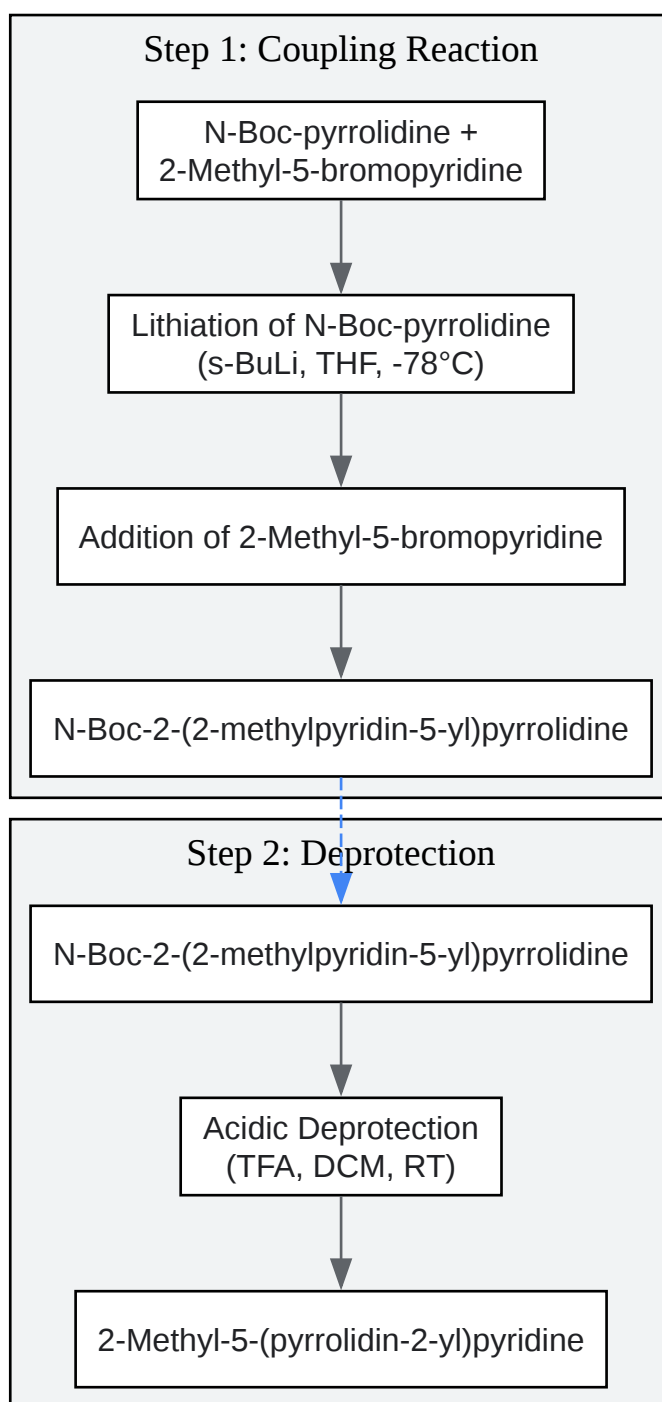 Step 1: Coupling Reaction
N-Boc-pyrrolidine +
2-Methyl-5-bromopyridine
Lithiation of N-Boc-pyrrolidine
(s-BuLi, THF, -78°C)
Addition of 2-Methyl-5-bromopyridine
N-Boc-2-(2-methylpyridin-5-yl)pyrrolidine
Step 2: Deprotection
N-Boc-2-(2-methylpyridin-5-yl)pyrrolidine
Acidic Deprotection
(TFA, DCM, RT)
2-Methyl-5-(pyrrolidin-2-yl)pyridine